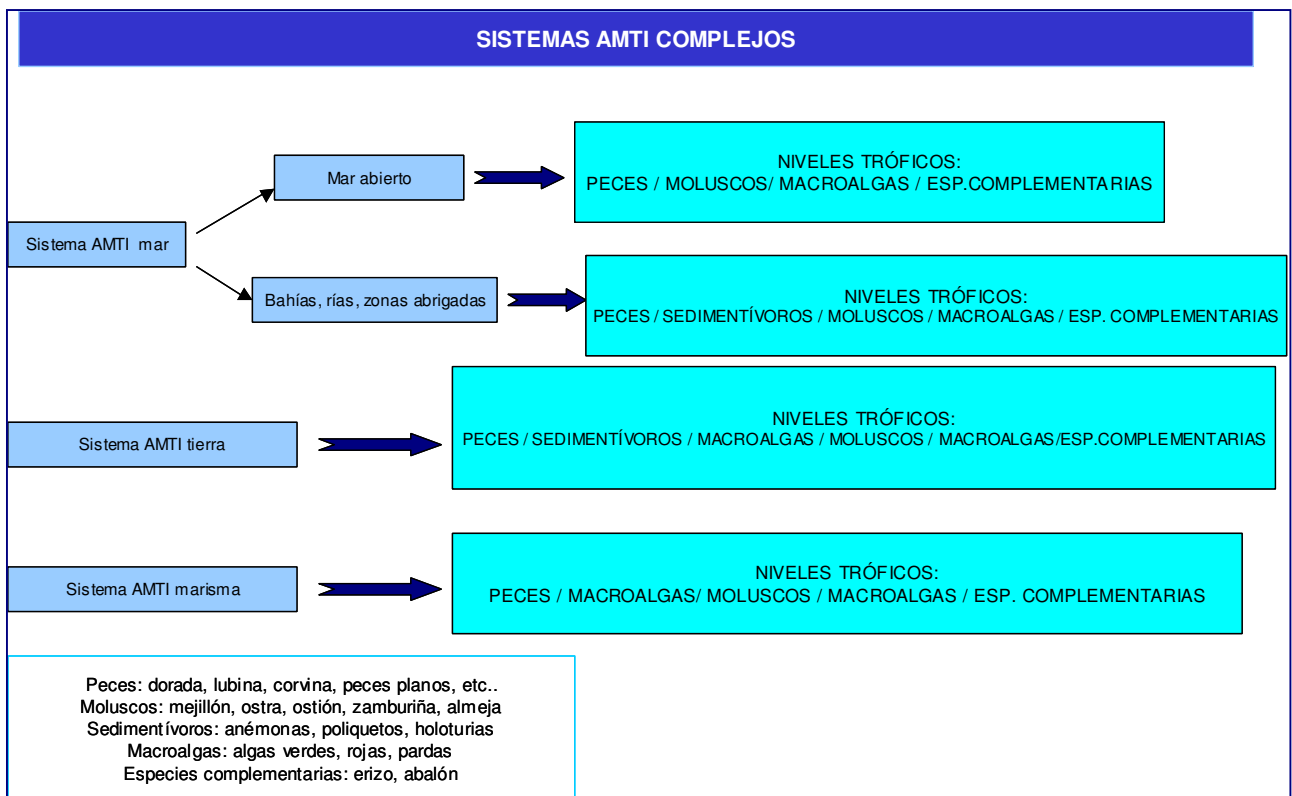 SISTEMAS AMTI COMPLEJOS
Mar abierto
NIVELES TRÓFICOS:
PECES / MOLUSCOS/ MACROALGAS / ESP.COMPLEMENTARIAS
Sistema AMTI mar
Bahías, rías, zonas abrigadas
NIVELES TRÓFICOS:
PECES / SEDIMENTÍVOROS / MOLUSCOS / MACROALGAS / ESP. COMPLEMENTARIAS
Sistema AMTI tierra
NIVELES TRÓFICOS:
PECES / SEDIMENTÍVOROS / MACROALGAS / MOLUSCOS / MACROALGAS/ESP.COMPLEMENTARIAS
Sistema AMTI marisma
NIVELES TRÓFICOS:
PECES / MACROALGAS/ MOLUSCOS / MACROALGAS / ESP. COMPLEMENTARIAS
Peces: dorada, lubina, corvina, peces planos, etc..
Moluscos: mejillón, ostra, ostión, zamburiña, almeja
Sedimentívoros: anémonas, poliquetos, holoturias
Macroalgas: algas verdes, rojas, pardas
Especies complementarias: erizo, abalón